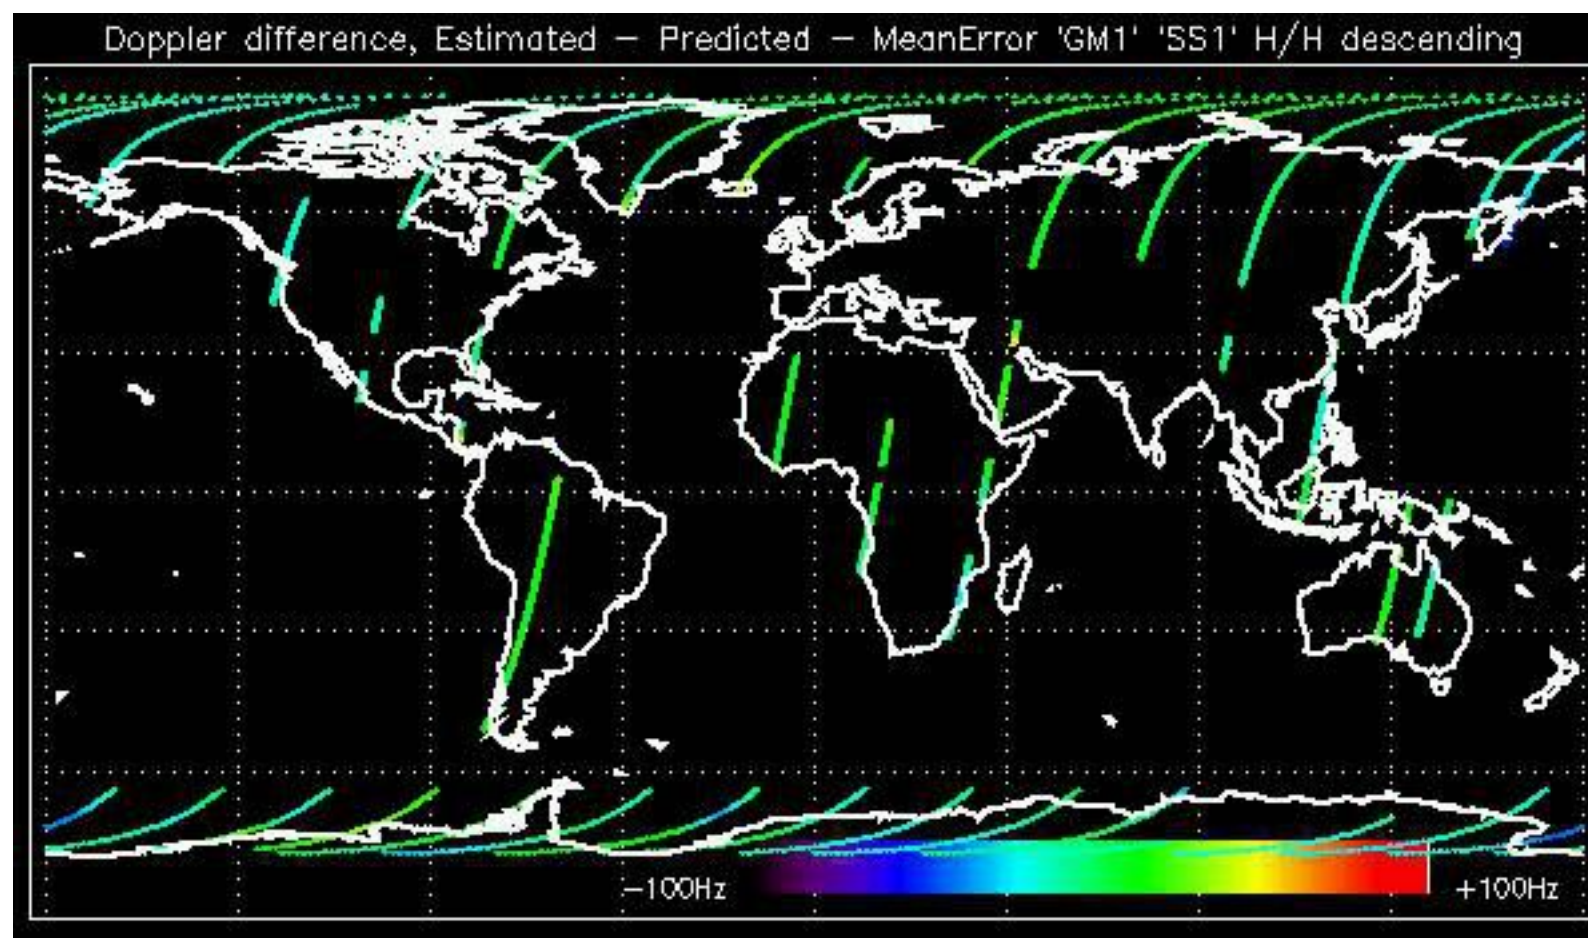 Doppler difference, Estimated – Predicted – MeanError 'GM1' 'SS1' H/H descending
−100Hz
+100Hz